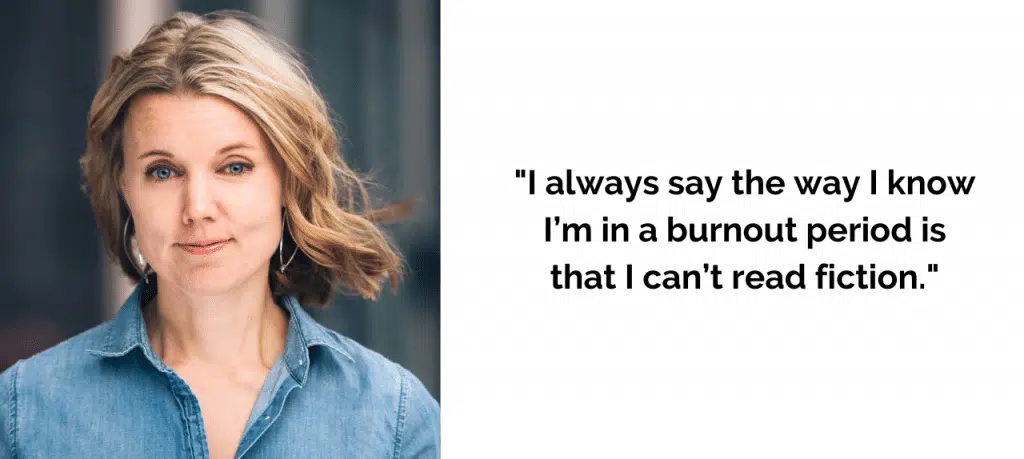 "I always say the way I know
I’m in a burnout period is
that I can’t read fiction."